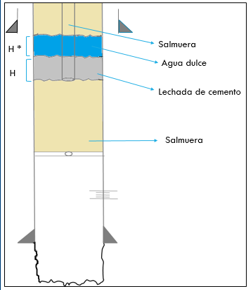 Salmuera
H *
Agua dulce
H
Lechada de cemento
Salmuera